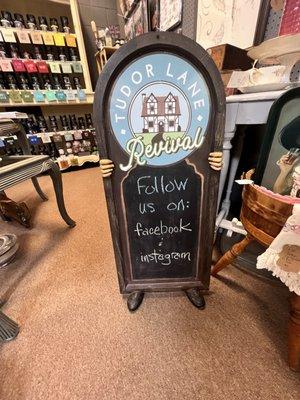 TUDOR LANE
Revival
Follow
us on:
facebook
&
instagram